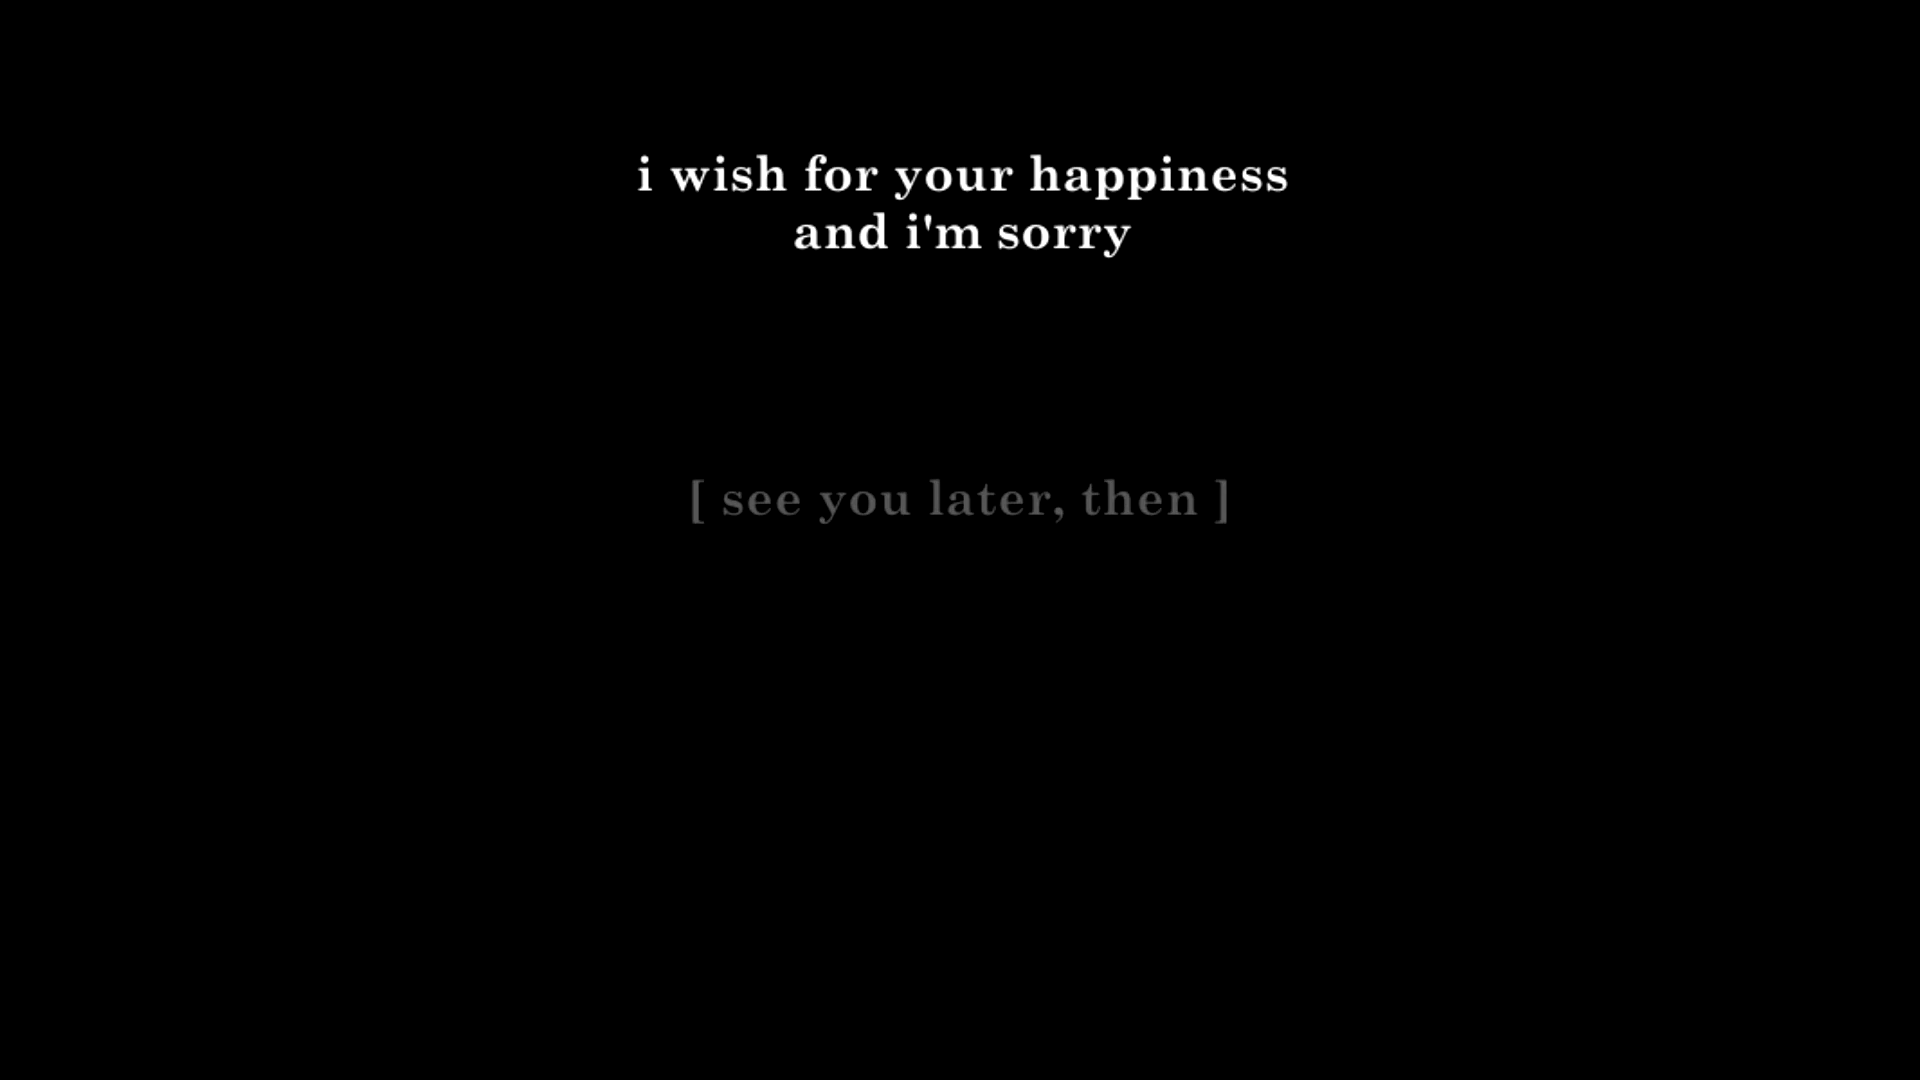 i wish for your happiness
and i'm sorry
[ see you later, then ]